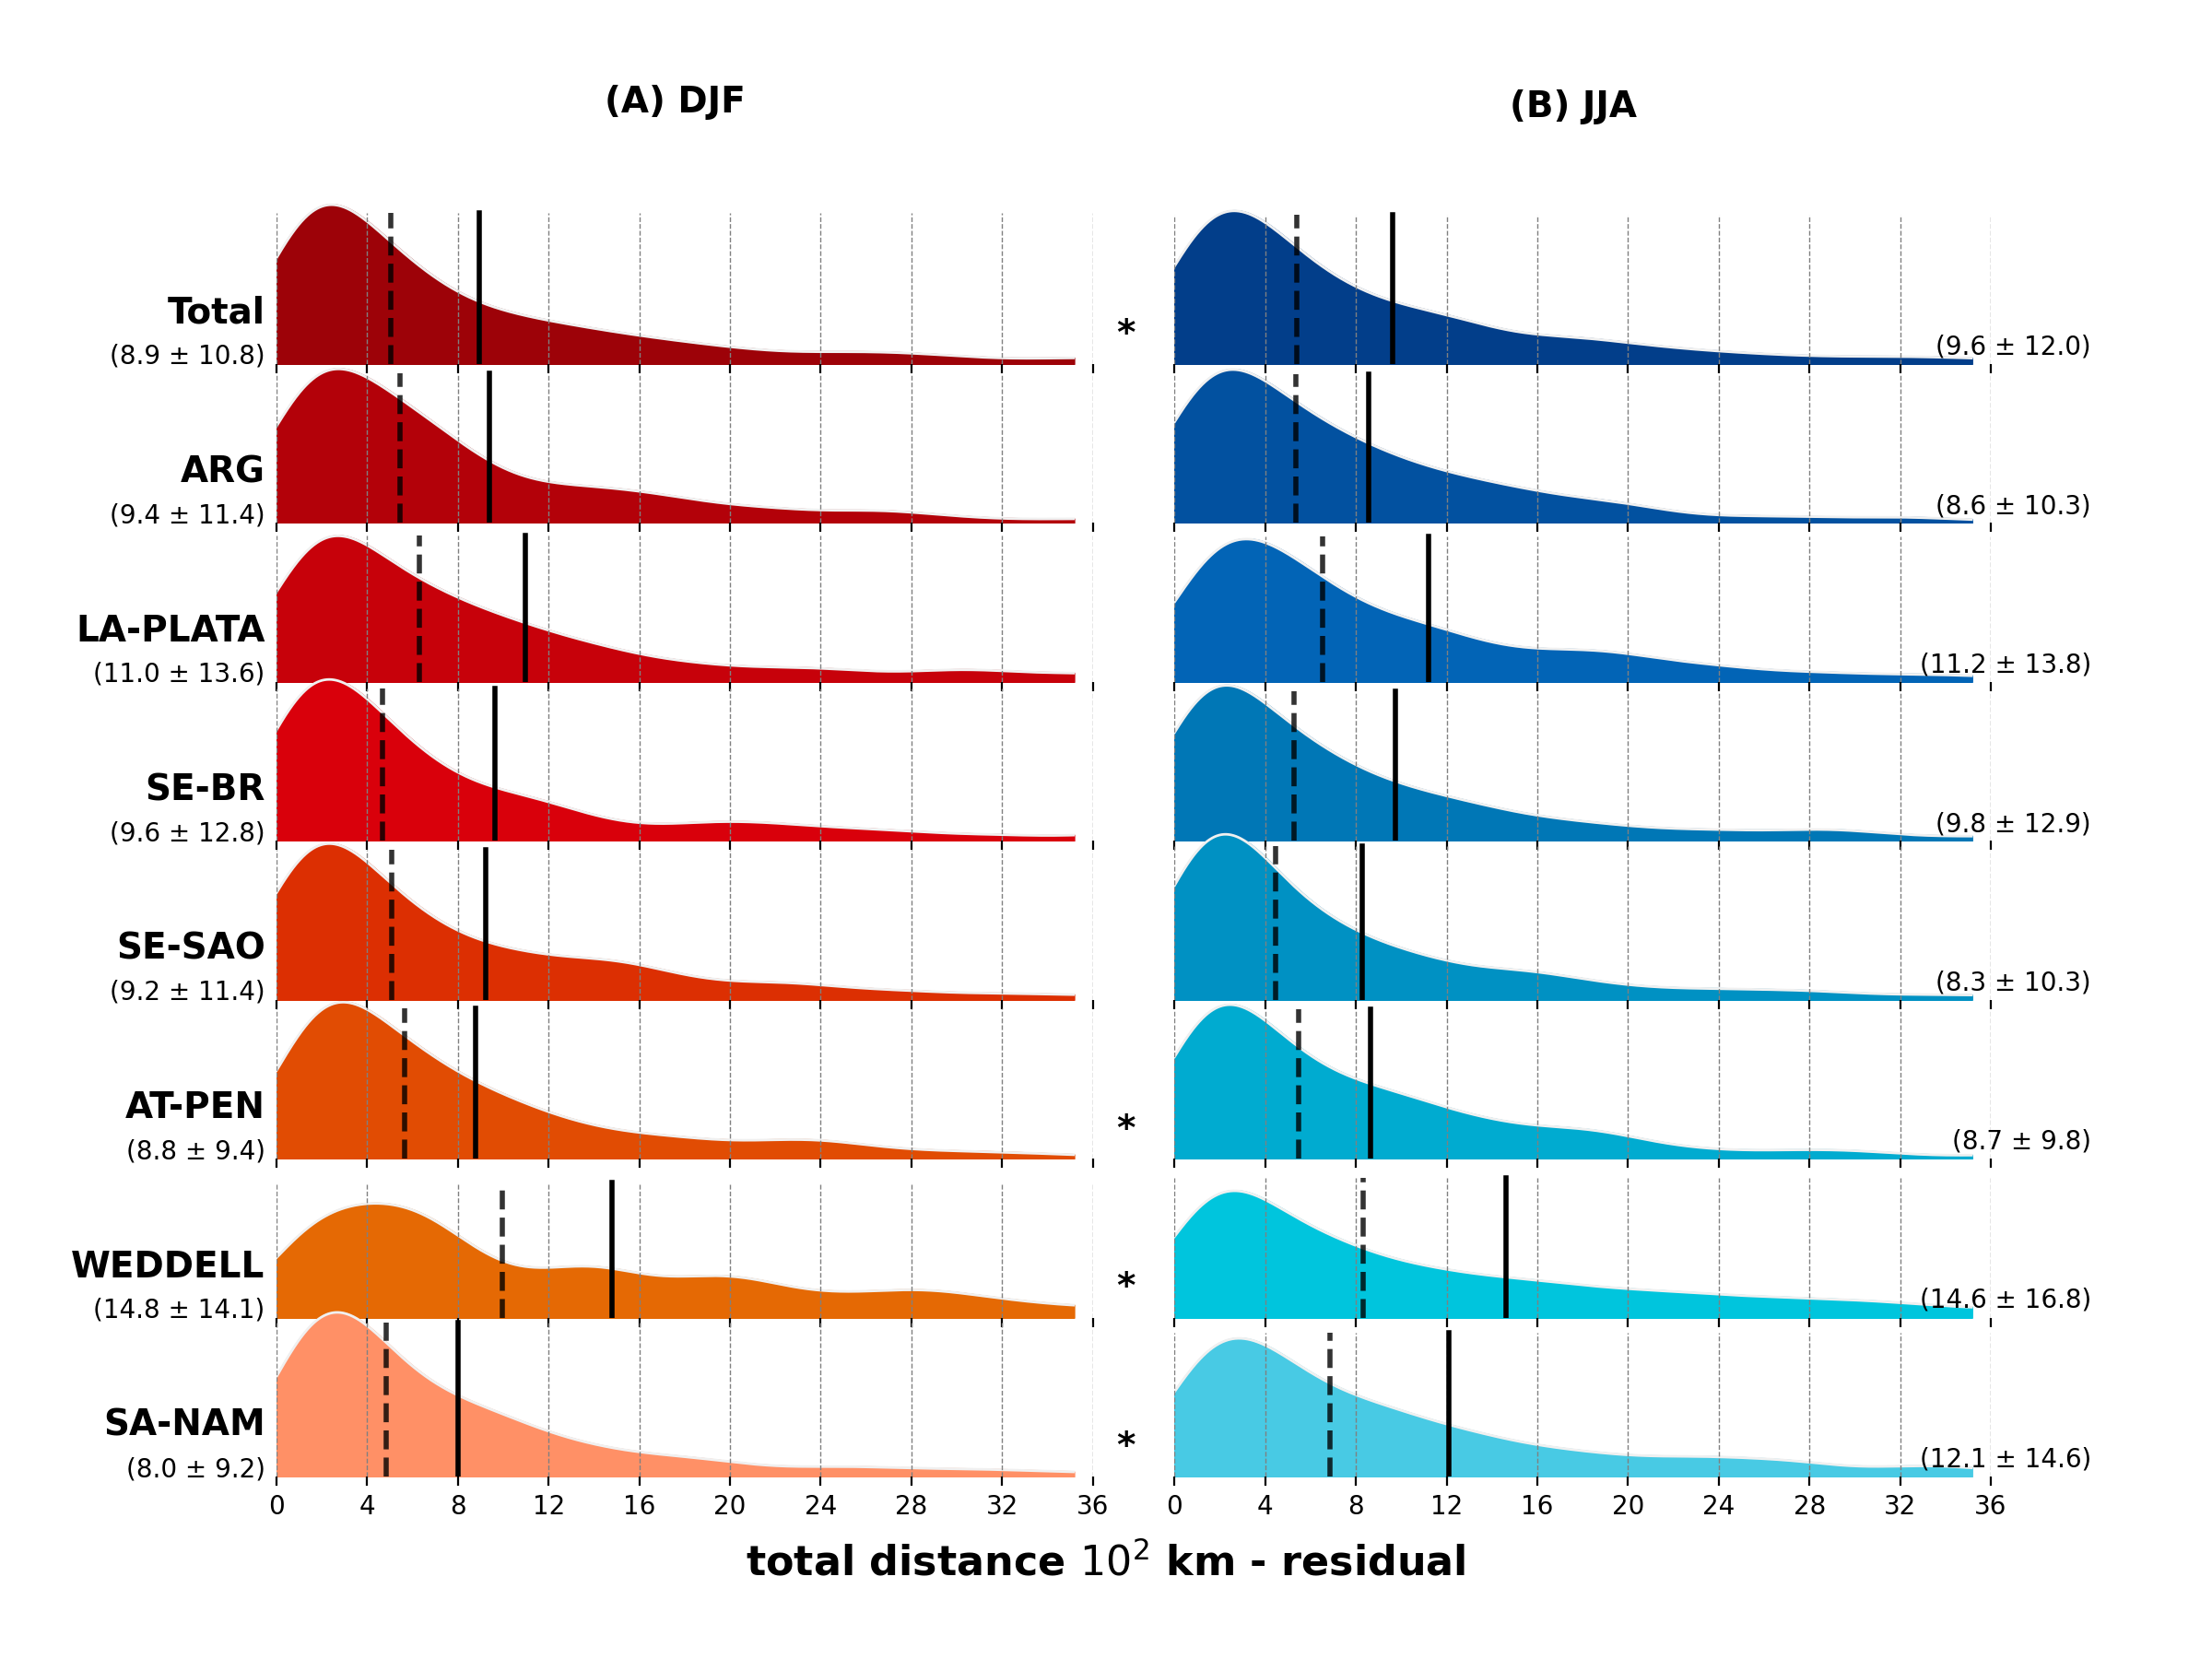 (A) DJF
(B) JJA
Total
(8.9 ± 10.8)
*
(9.6 ± 12.0)
ARG
(9.4 ± 11.4)
(8.6 ± 10.3)
LA-PLATA
(11.0 ± 13.6)
(11.2 ± 13.8)
SE-BR
(9.6 ± 12.8)
(9.8 ± 12.9)
SE-SAO
(9.2 ± 11.4)
(8.3 ± 10.3)
AT-PEN
(8.8 ± 9.4)
*
(8.7 ± 9.8)
WEDDELL
(14.8 ± 14.1)
*
(14.6 ± 16.8)
SA-NAM
(8.0 ± 9.2)
*
(12.1 ± 14.6)
0 4 8 12 16 20 24 28 32 36
0 4 8 12 16 20 24 28 32 36
total distance 10² km - residual